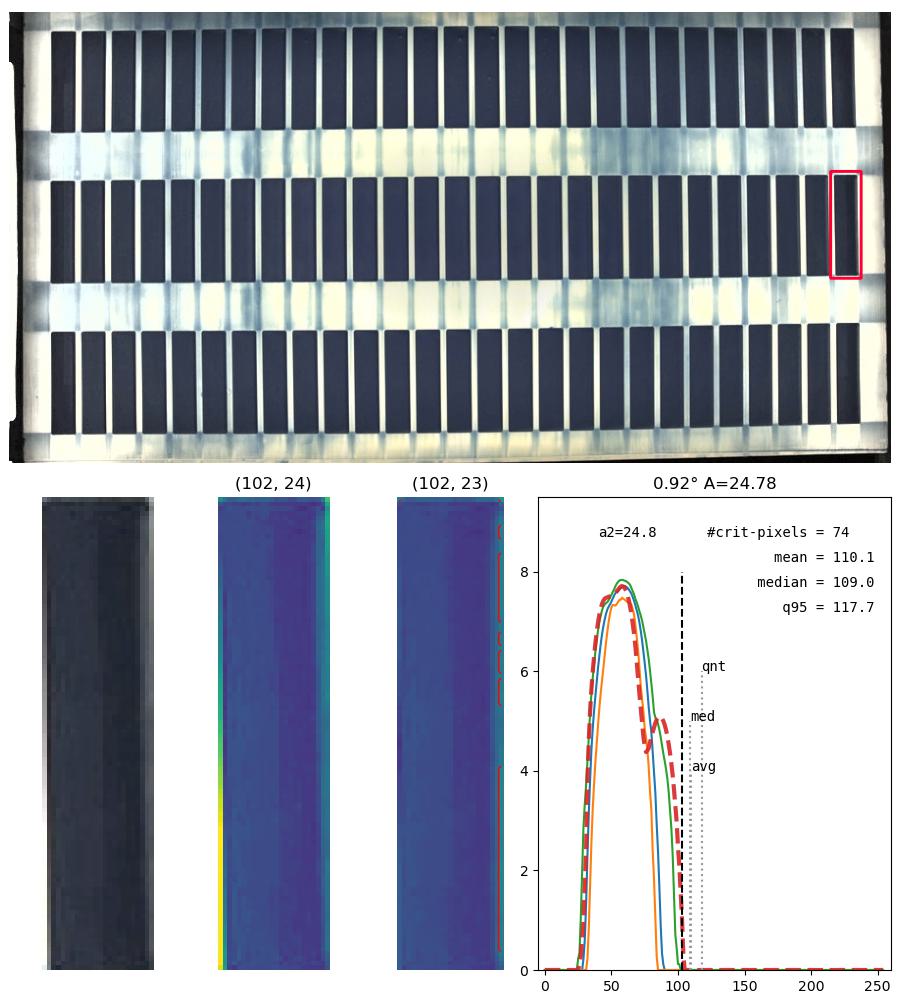 (102, 24)
(102, 23)
0.92° A=24.78
a2=24.8
#crit-pixels = 74
mean = 110.1
median = 109.0
q95 = 117.7
8
6
4
2
0
qnt
med
avg
0
50
100
150
200
250